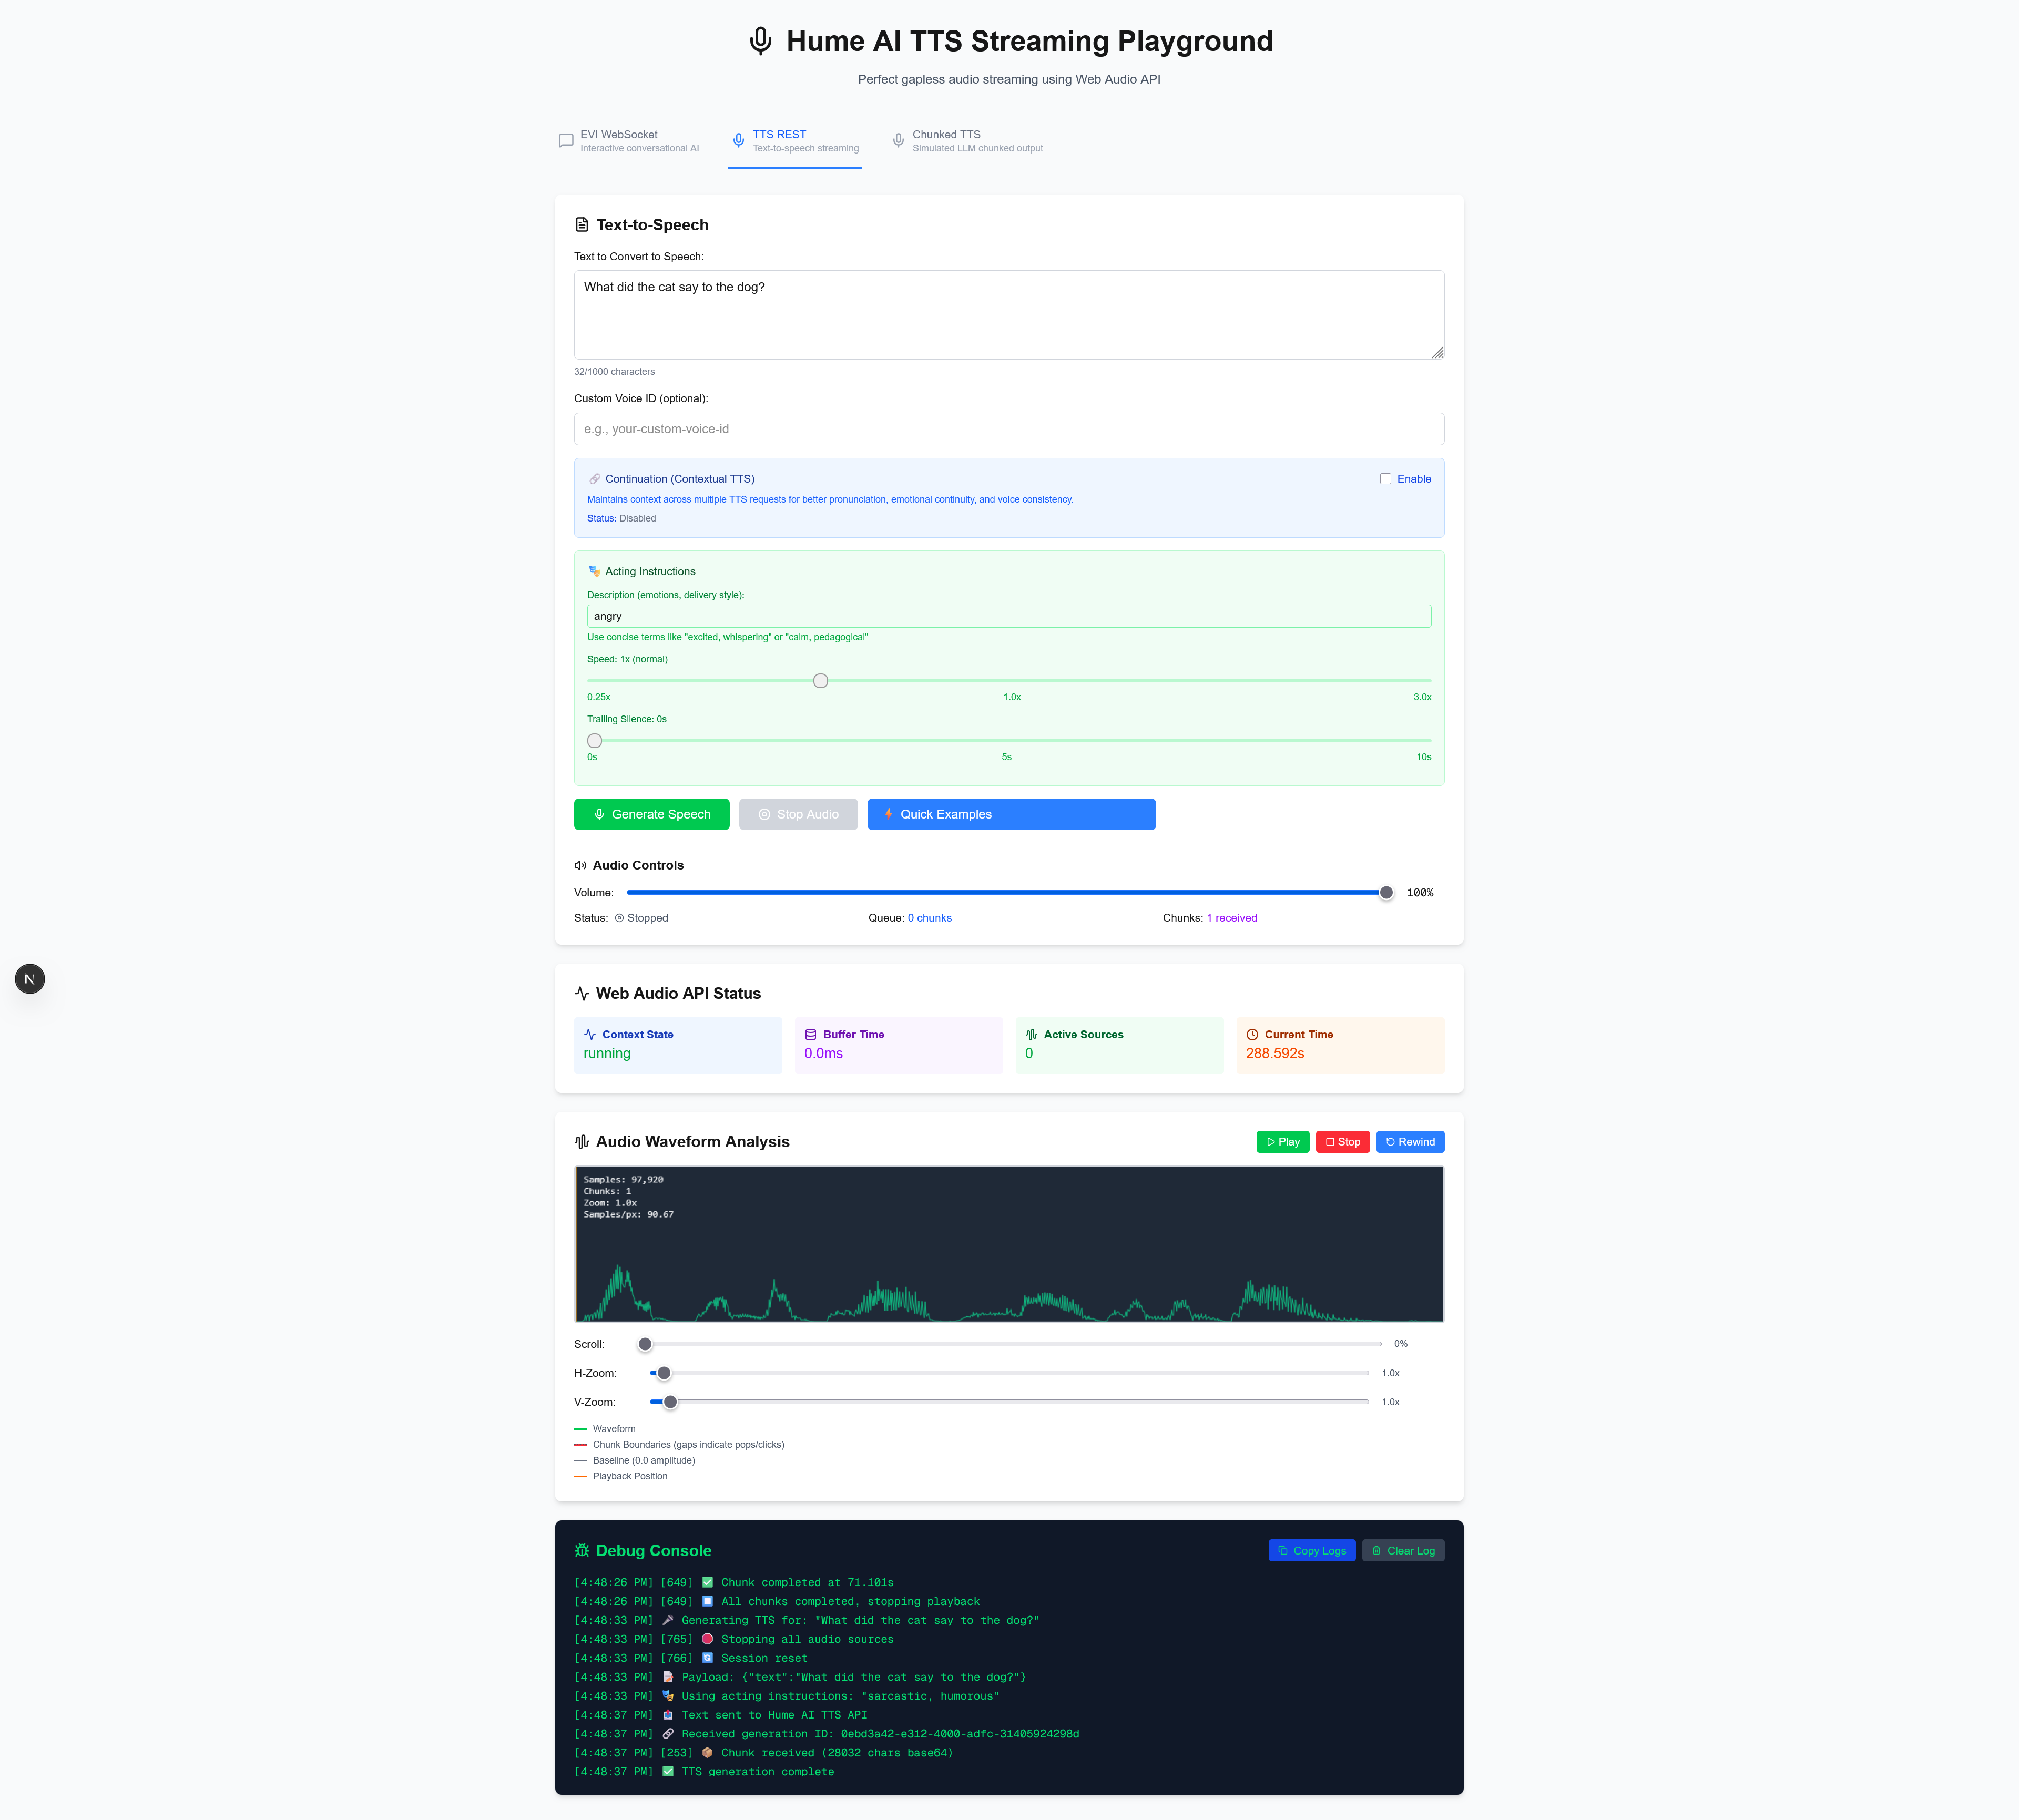 Hume AI TTS Streaming Playground
Perfect gapless audio streaming using Web Audio API
EVI WebSocket
Interactive conversational AI
TTS REST
Text-to-speech streaming
Chunked TTS
Simulated LLM chunked output
Text-to-Speech
Text to Convert to Speech:
What did the cat say to the dog?
32/1000 characters
Custom Voice ID (optional):
e.g., your-custom-voice-id
🔗 Continuation (Contextual TTS)
Enable
Maintains context across multiple TTS requests for better pronunciation, emotional continuity, and voice consistency.
Status: Disabled
🎭 Acting Instructions
Description (emotions, delivery style):
angry
Use concise terms like "excited, whispering" or "calm, pedagogical"
Speed: 1x (normal)
0.25x 1.0x 3.0x
Trailing Silence: 0s
0s 5s 10s
Generate Speech
Stop Audio
⚡ Quick Examples
Audio Controls
Volume: 100%
Status: Stopped
Queue: 0 chunks
Chunks: 1 received
N
Web Audio API Status
Context State
running
Buffer Time
0.0ms
Active Sources
0
Current Time
288.592s
Audio Waveform Analysis
Play
Stop
Rewind
Samples: 97,920
Chunks: 1
Zoom: 1.0x
Samples/px: 90.67
Scroll: 0%
H-Zoom: 1.0x
V-Zoom: 1.0x
Waveform
Chunk Boundaries (gaps indicate pops/clicks)
Baseline (0.0 amplitude)
Playback Position
Debug Console
Copy Logs
Clear Log
[4:48:26 PM] [649] ✅ Chunk completed at 71.101s
[4:48:26 PM] [649] ⏹️ All chunks completed, stopping playback
[4:48:33 PM] 🎤 Generating TTS for: "What did the cat say to the dog?"
[4:48:33 PM] [765] 🛑 Stopping all audio sources
[4:48:33 PM] [766] 🔄 Session reset
[4:48:33 PM] 📝 Payload: {"text":"What did the cat say to the dog?"}
[4:48:33 PM] 🎭 Using acting instructions: "sarcastic, humorous"
[4:48:37 PM] 📤 Text sent to Hume AI TTS API
[4:48:37 PM] 🔗 Received generation ID: 0ebd3a42-e312-4000-adfc-31405924298d
[4:48:37 PM] [253] 📦 Chunk received (28032 chars base64)
[4:48:37 PM] ✅ TTS generation complete